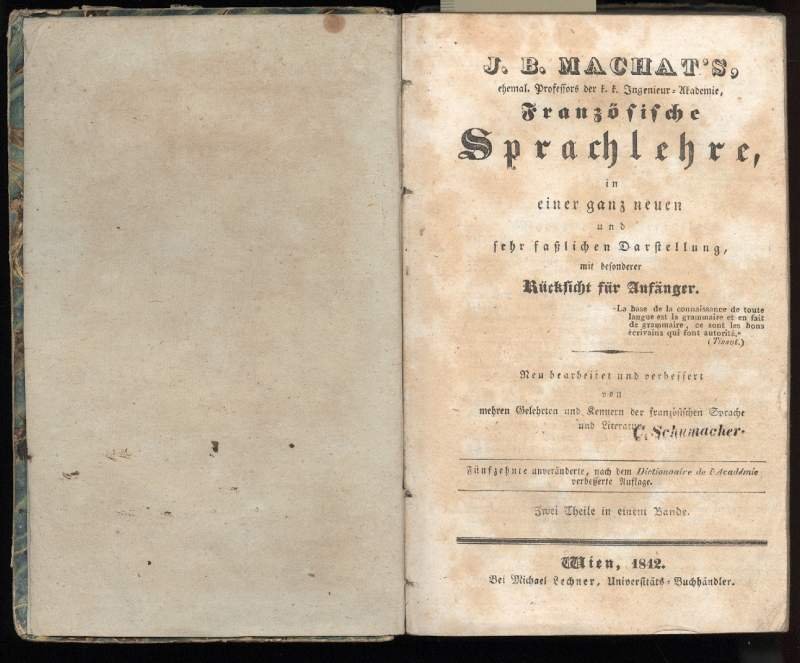 J. B. MACHAT'S,
ehemal. Professors der k. k. Ingenieur-Akademie,
Französische
Sprachlehre,
in
einer ganz neuen
und
sehr faßlichen Darstellung,
mit besonderer
Rücksicht für Anfänger.
„La base de la connaissance de toute
langue est la grammaire et en fait
de grammaire, ce sont les bons
écrivains qui font autorité.“
(Tissot.)
Neu bearbeitet und verbessert
von
mehren Gelehrten und Kennern der französischen Sprache
und Literatur.
C. Schumacher.
Fünfzehnte unveränderte, nach dem Dictionnaire de l'Académie
verbesserte Auflage.
Zwei Theile in einem Bande.
Wien, 1842.
Bei Michael Lechner, Universitäts-Buchhändler.